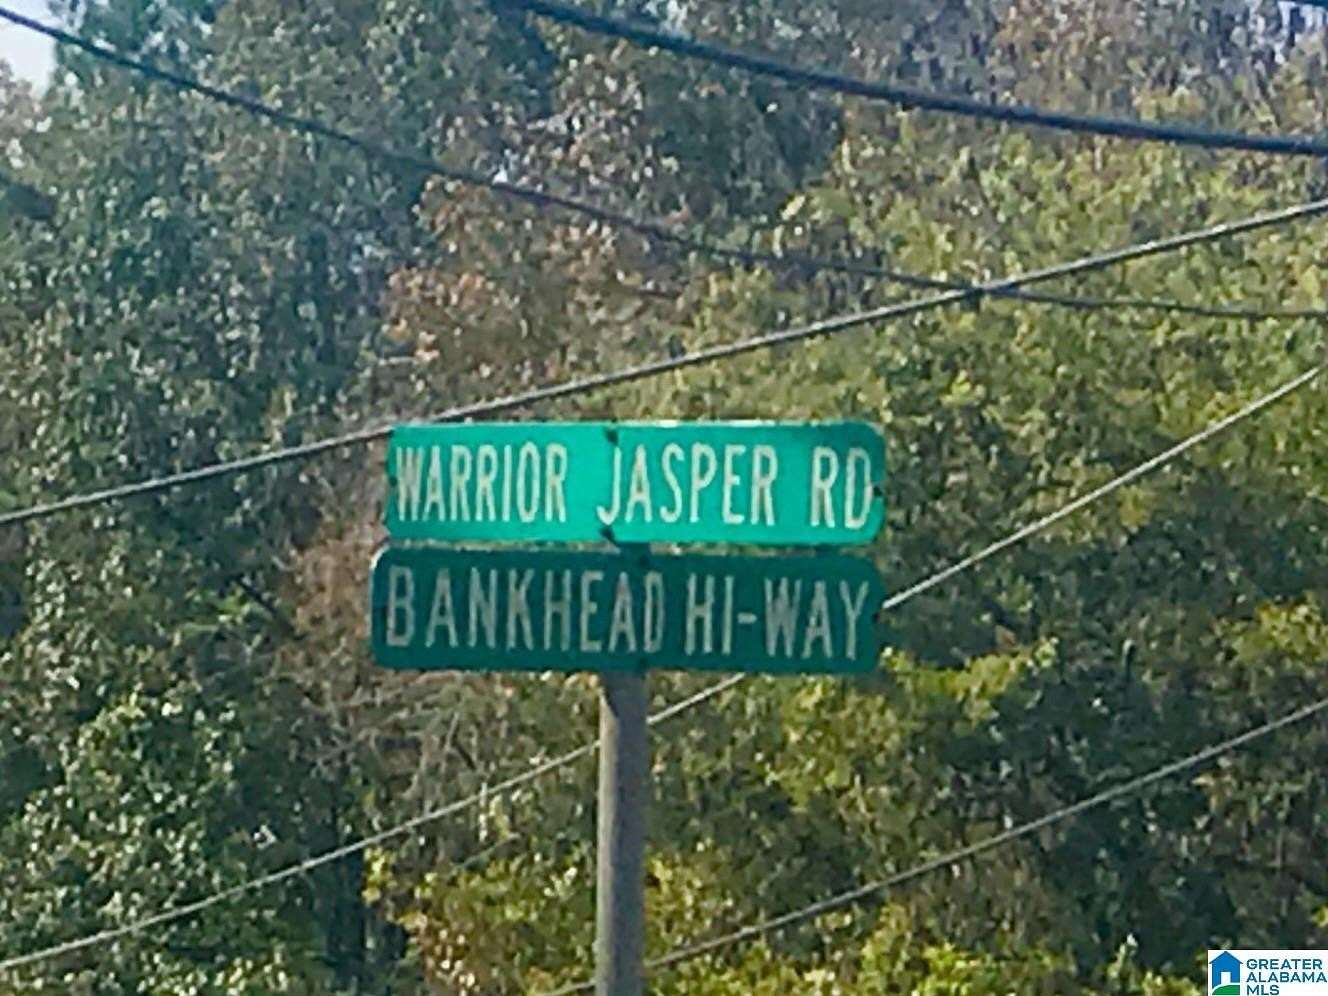 WARRIOR JASPER RD
BANKHEAD HI-WAY
GREATER
ALABAMA
MLS